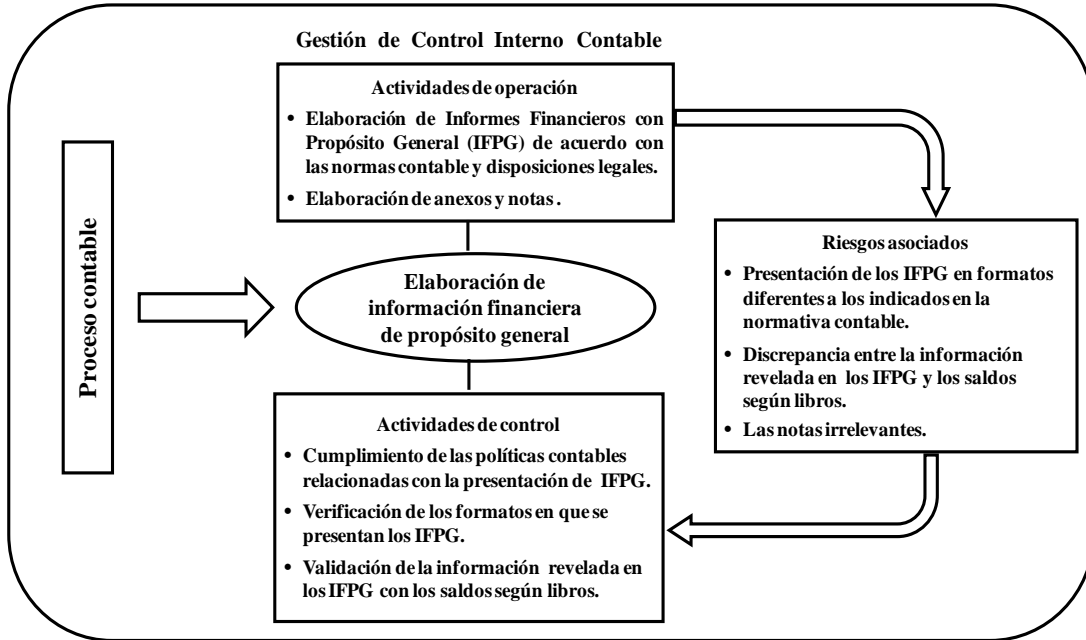 Gestión de Control Interno Contable
Proceso contable
Actividades de operación
• Elaboración de Informes Financieros con
Propósito General (IFPG) de acuerdo con
las normas contable y disposiciones legales.
• Elaboración de anexos y notas .
Elaboración de
información financiera
de propósito general
Riesgos asociados
• Presentación de los IFPG en formatos
diferentes a los indicados en la
normativa contable.
• Discrepancia entre la información
revelada en los IFPG y los saldos
según libros.
• Las notas irrelevantes.
Actividades de control
• Cumplimiento de las políticas contables
relacionadas con la presentación de IFPG.
• Verificación de los formatos en que se
presentan los IFPG.
• Validación de la información revelada en
los IFPG con los saldos según libros.